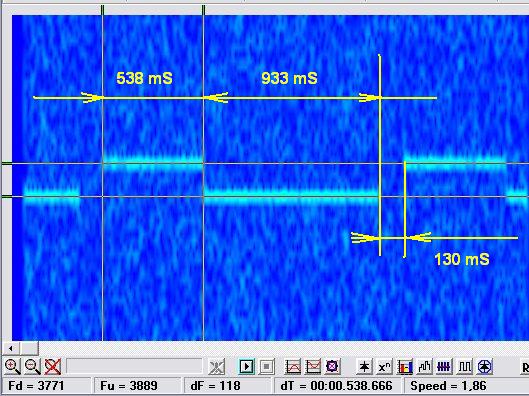 538 mS 933 mS
130 mS
xⁿ
R
Fd = 3771 Fu = 3889 dF = 118 dT = 00:00.538.666 Speed = 1,86